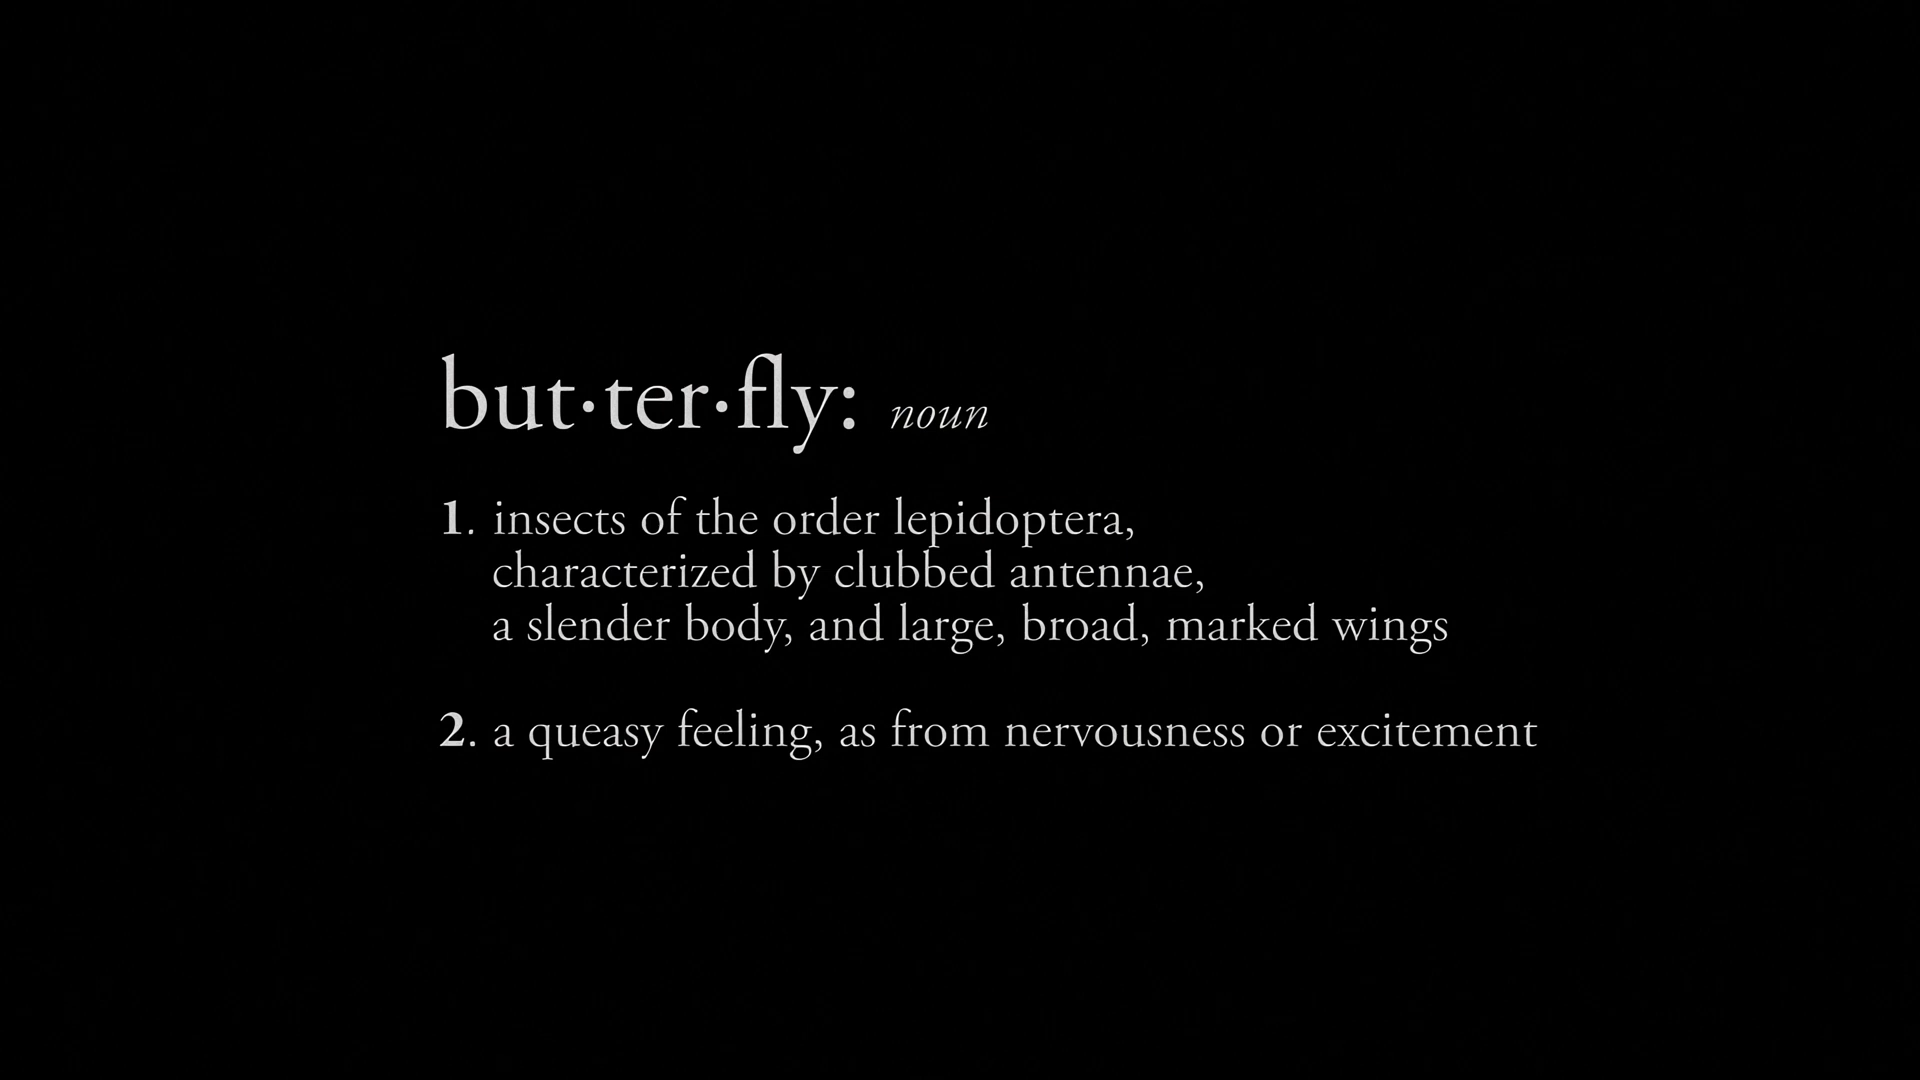 but·ter·fly: noun
1. insects of the order lepidoptera,
characterized by clubbed antennae,
a slender body, and large, broad, marked wings
2. a queasy feeling, as from nervousness or excitement